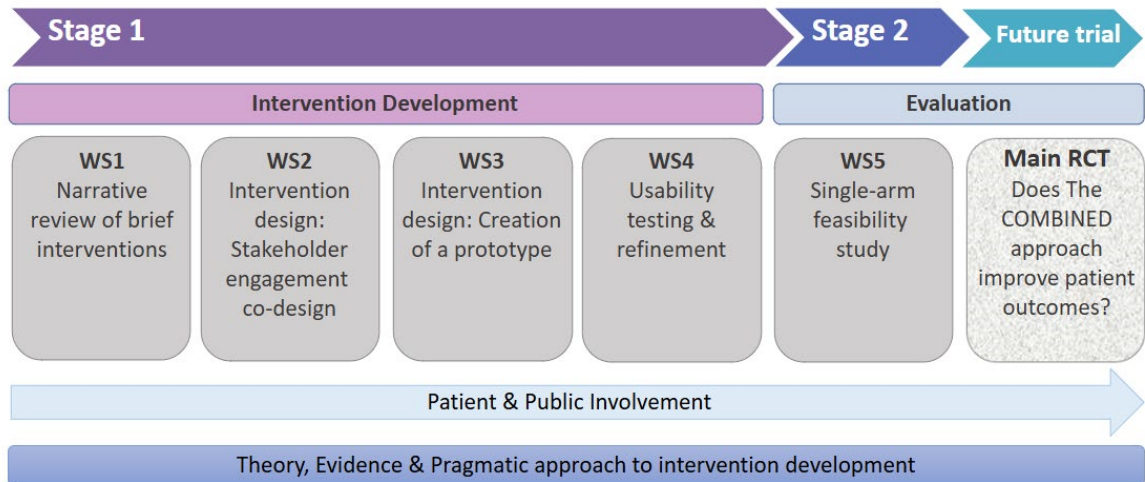 Stage 1
Stage 2
Future trial
Intervention Development
Evaluation
WS1
Narrative
review of brief
interventions
WS2
Intervention
design:
Stakeholder
engagement
co-design
WS3
Intervention
design: Creation
of a prototype
WS4
Usability
testing &
refinement
WS5
Single-arm
feasibility
study
Main RCT
Does The
COMBINED
approach
improve patient
outcomes?
Patient & Public Involvement
Theory, Evidence & Pragmatic approach to intervention development